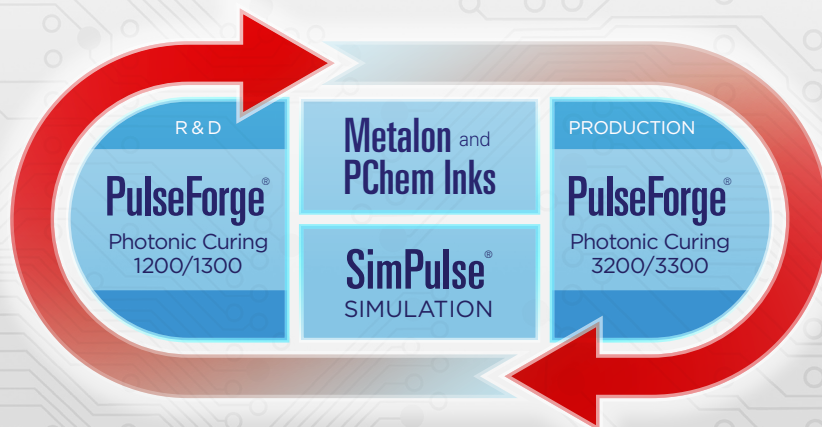 R & D
PulseForge®
Photonic Curing
1200/1300
Metalon and
PChem Inks
SimPulse®
SIMULATION
PRODUCTION
PulseForge®
Photonic Curing
3200/3300